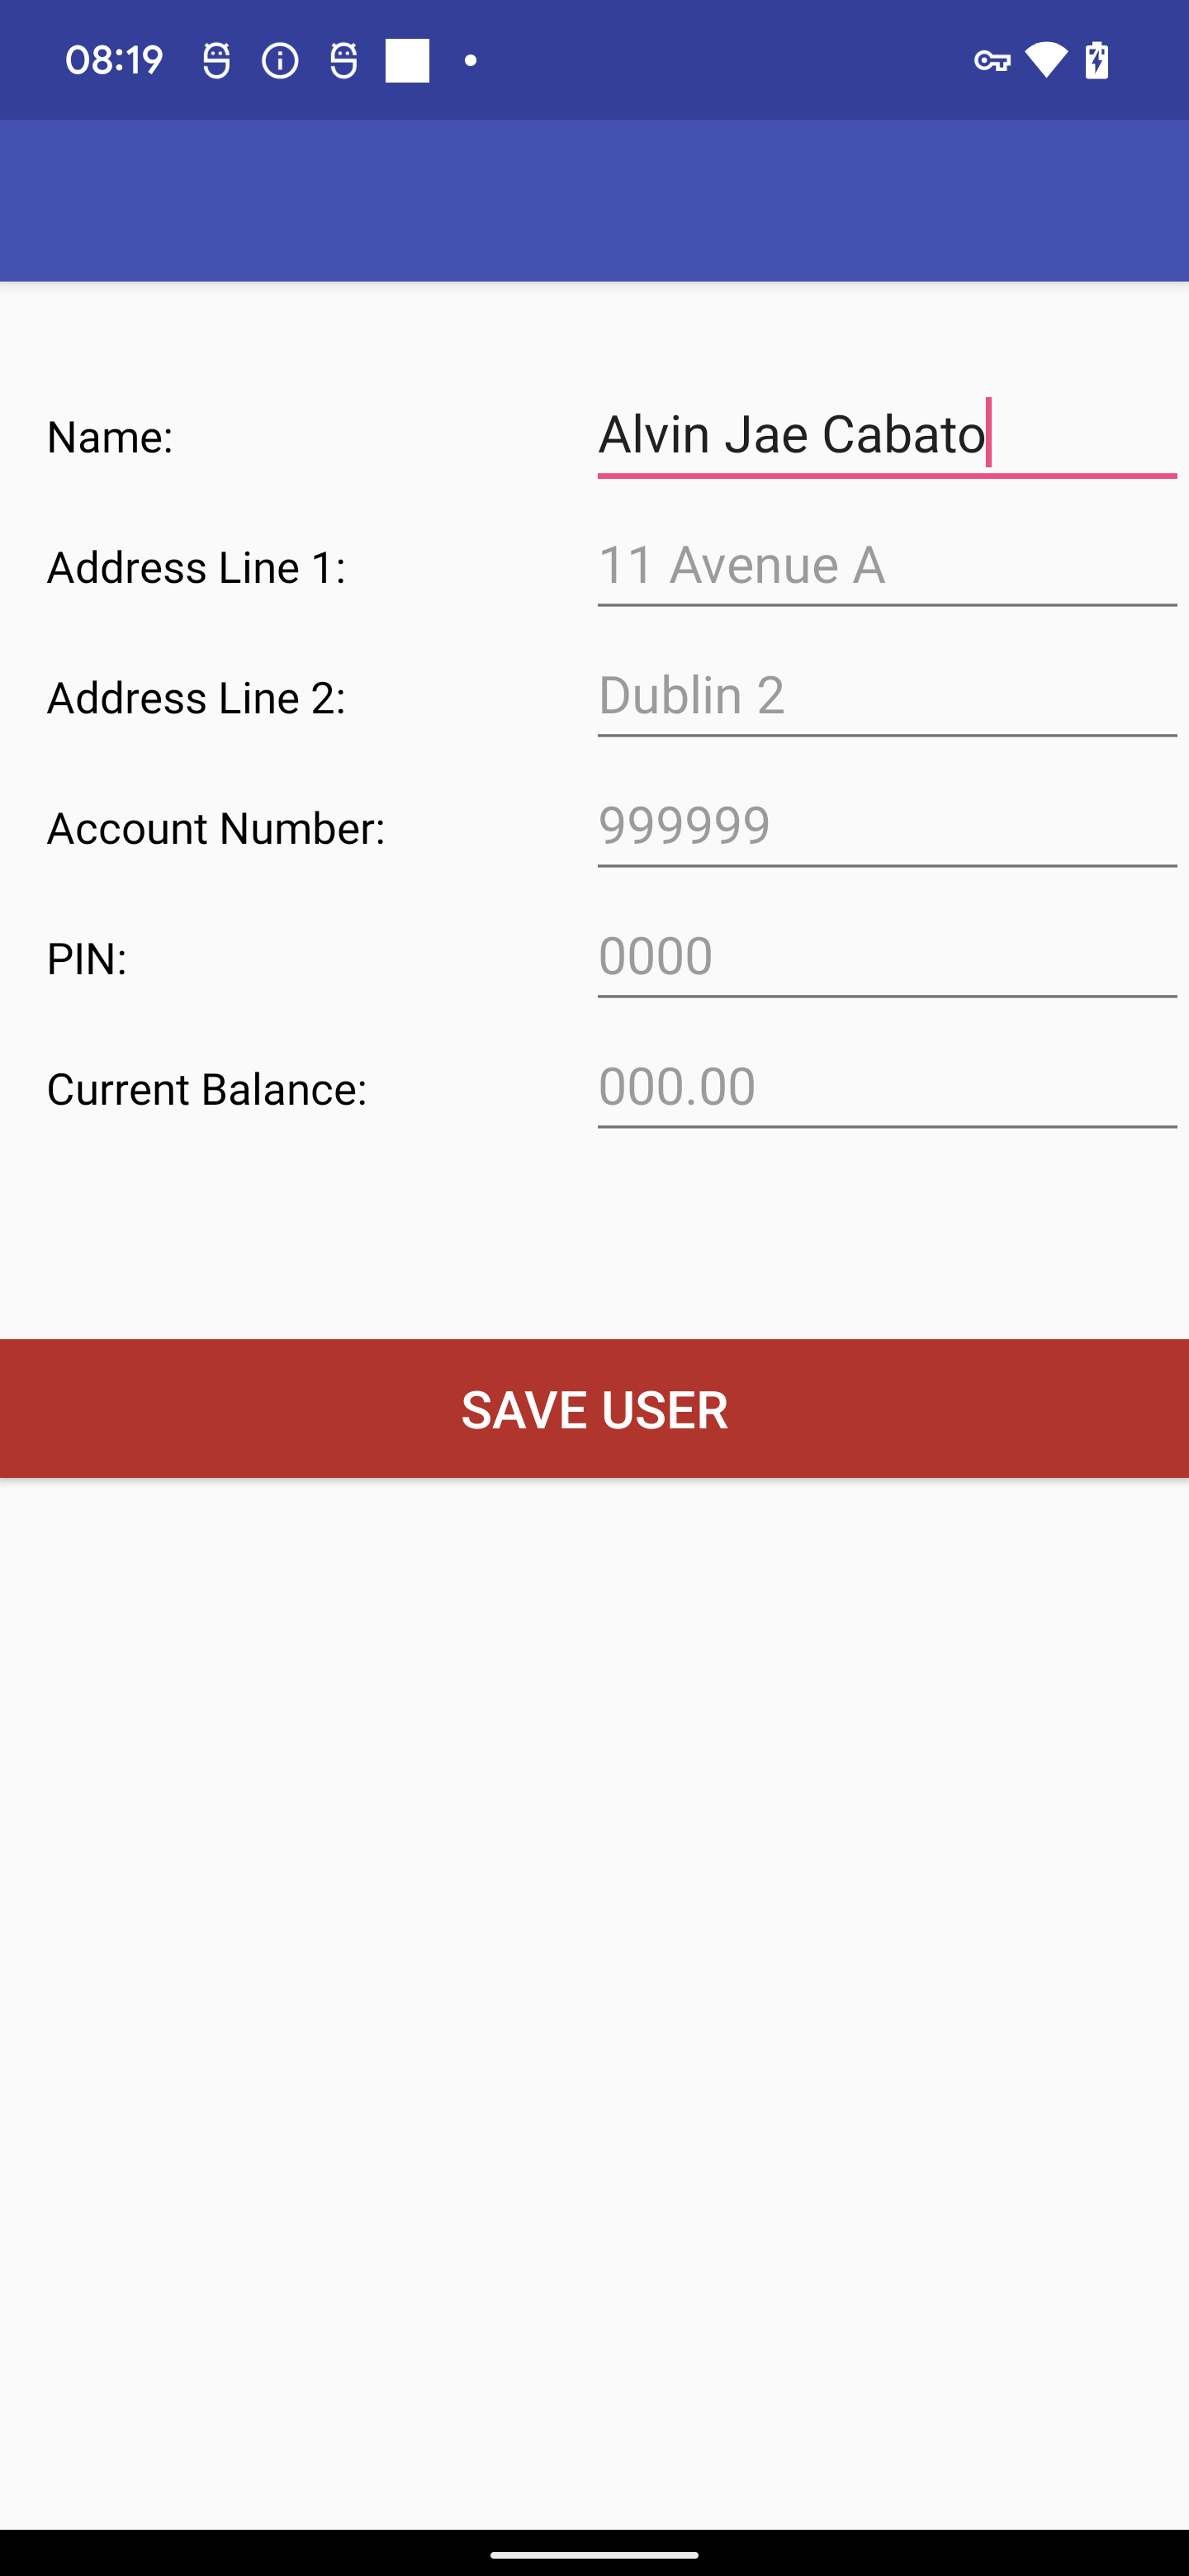 08:19
Name: Alvin Jae Cabato
Address Line 1: 11 Avenue A
Address Line 2: Dublin 2
Account Number: 999999
PIN: 0000
Current Balance: 000.00
SAVE USER